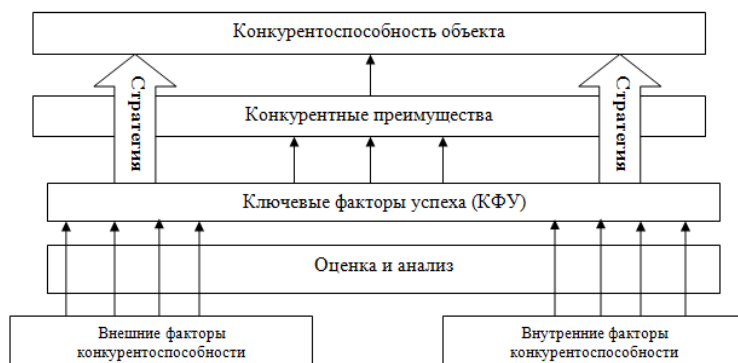 Конкурентоспособность объекта
Стратегия
Стратегия
Конкурентные преимущества
Ключевые факторы успеха (КФУ)
Оценка и анализ
Внешние факторы
конкурентоспособности
Внутренние факторы
конкурентоспособности